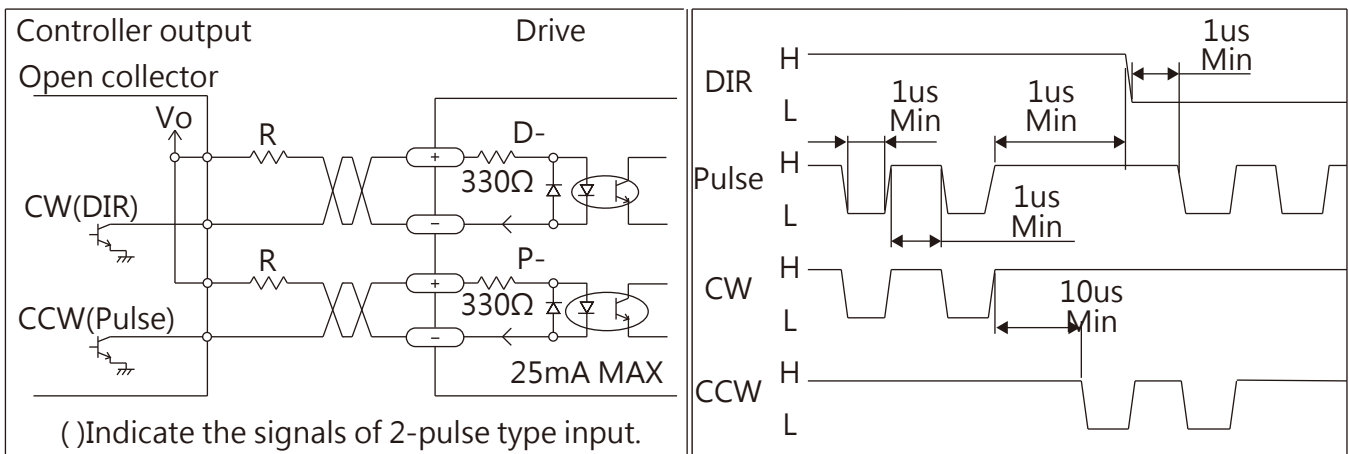 Controller output
Drive
Open collector
Vo
R
D-
+
330Ω
-
CW(DIR)
R
P-
+
330Ω
-
CCW(Pulse)
25mA MAX
( )Indicate the signals of 2-pulse type input.
DIR
H
L
1us
Min
1us
Min
1us
Min
Pulse
H
L
1us
Min
CW
H
L
10us
Min
CCW
H
L